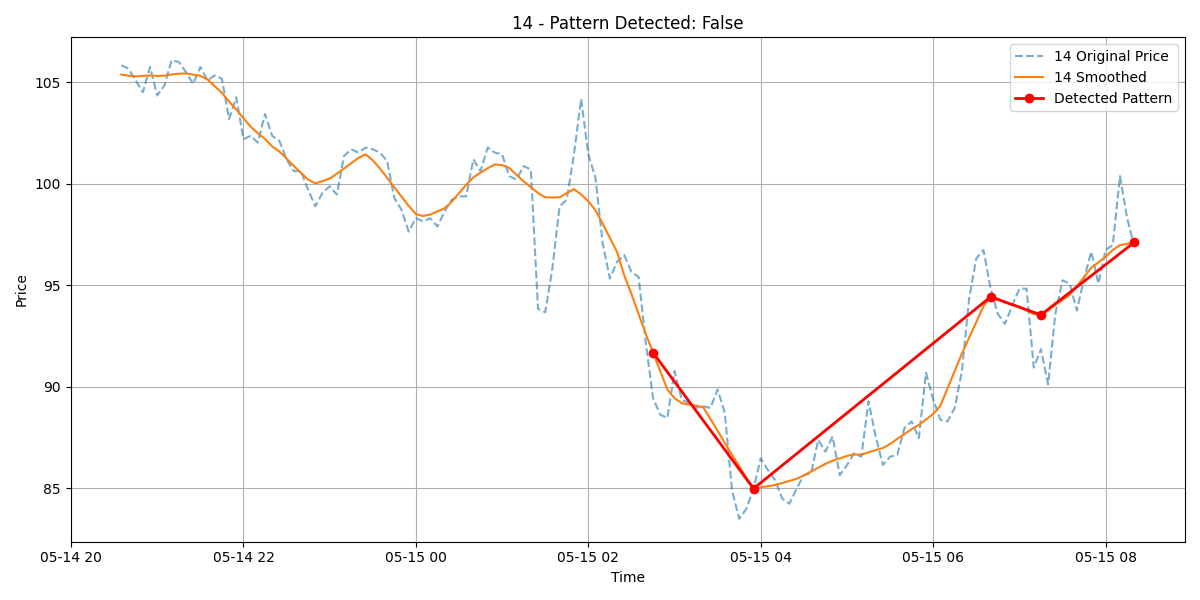 14 - Pattern Detected: False
14 Original Price
14 Smoothed
Detected Pattern
Price
105
100
95
90
85
05-14 20
05-14 22
05-15 00
05-15 02
05-15 04
05-15 06
05-15 08
Time